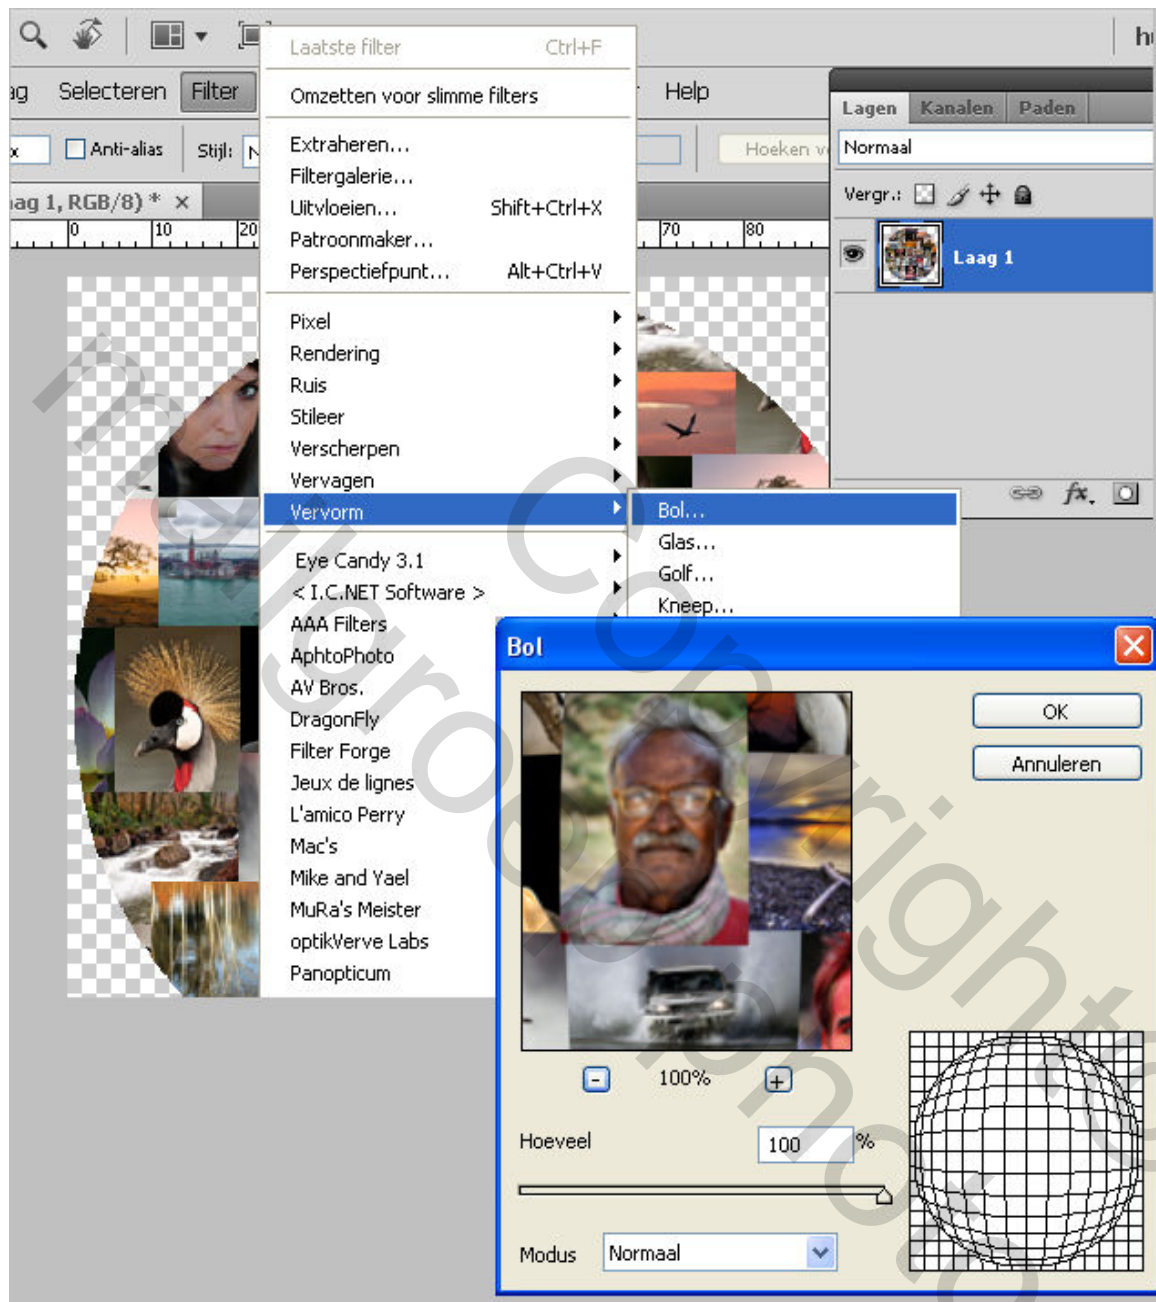 Laatste filter Ctrl+F
Selecteren Filter Help
Omzetten voor slimme filters
Lagen Kanalen Paden
Anti-alias Stijl: Hoeken
Normaal
Extraheren...
Filtergalerie...
Uitvloeien... Shift+Ctrl+X
Patroonmaker...
Perspectiefpunt... Alt+Ctrl+V
Vergr.:
1, RGB/8) * ×
0 10 20 70 80
Laag 1
Pixel
Rendering
Ruis
Stileer
Verscherpen
Vervagen
Vervorm
fx.
Bol...
Glas...
Golf...
Kneep...
Eye Candy 3.1
< I.C.NET Software >
AAA Filters
AphtoPhoto
AV Bros.
DragonFly
Filter Forge
Jeux de lignes
L'amico Perry
Mac's
Mike and Yael
MuRa's Meister
optikVerve Labs
Panopticum
Bol
OK
Annuleren
- 100% +
Hoeveel 100 %
Modus Normaal